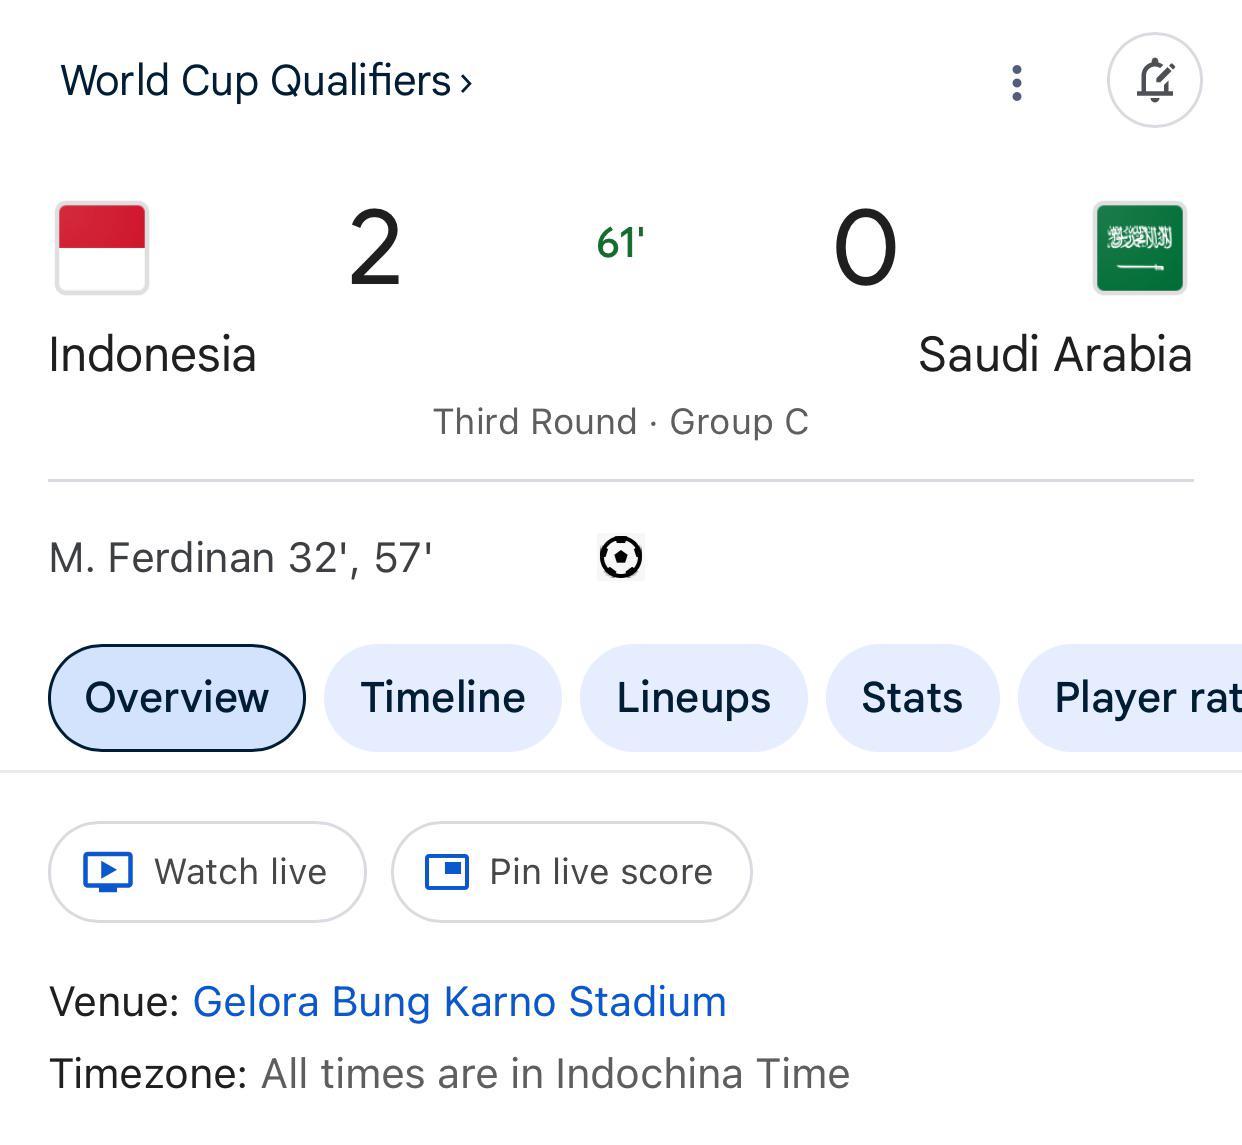 World Cup Qualifiers ›
2 61' 0
Indonesia Saudi Arabia
Third Round · Group C
M. Ferdinan 32', 57'
Overview Timeline Lineups Stats Player rat
Watch live Pin live score
Venue: Gelora Bung Karno Stadium
Timezone: All times are in Indochina Time